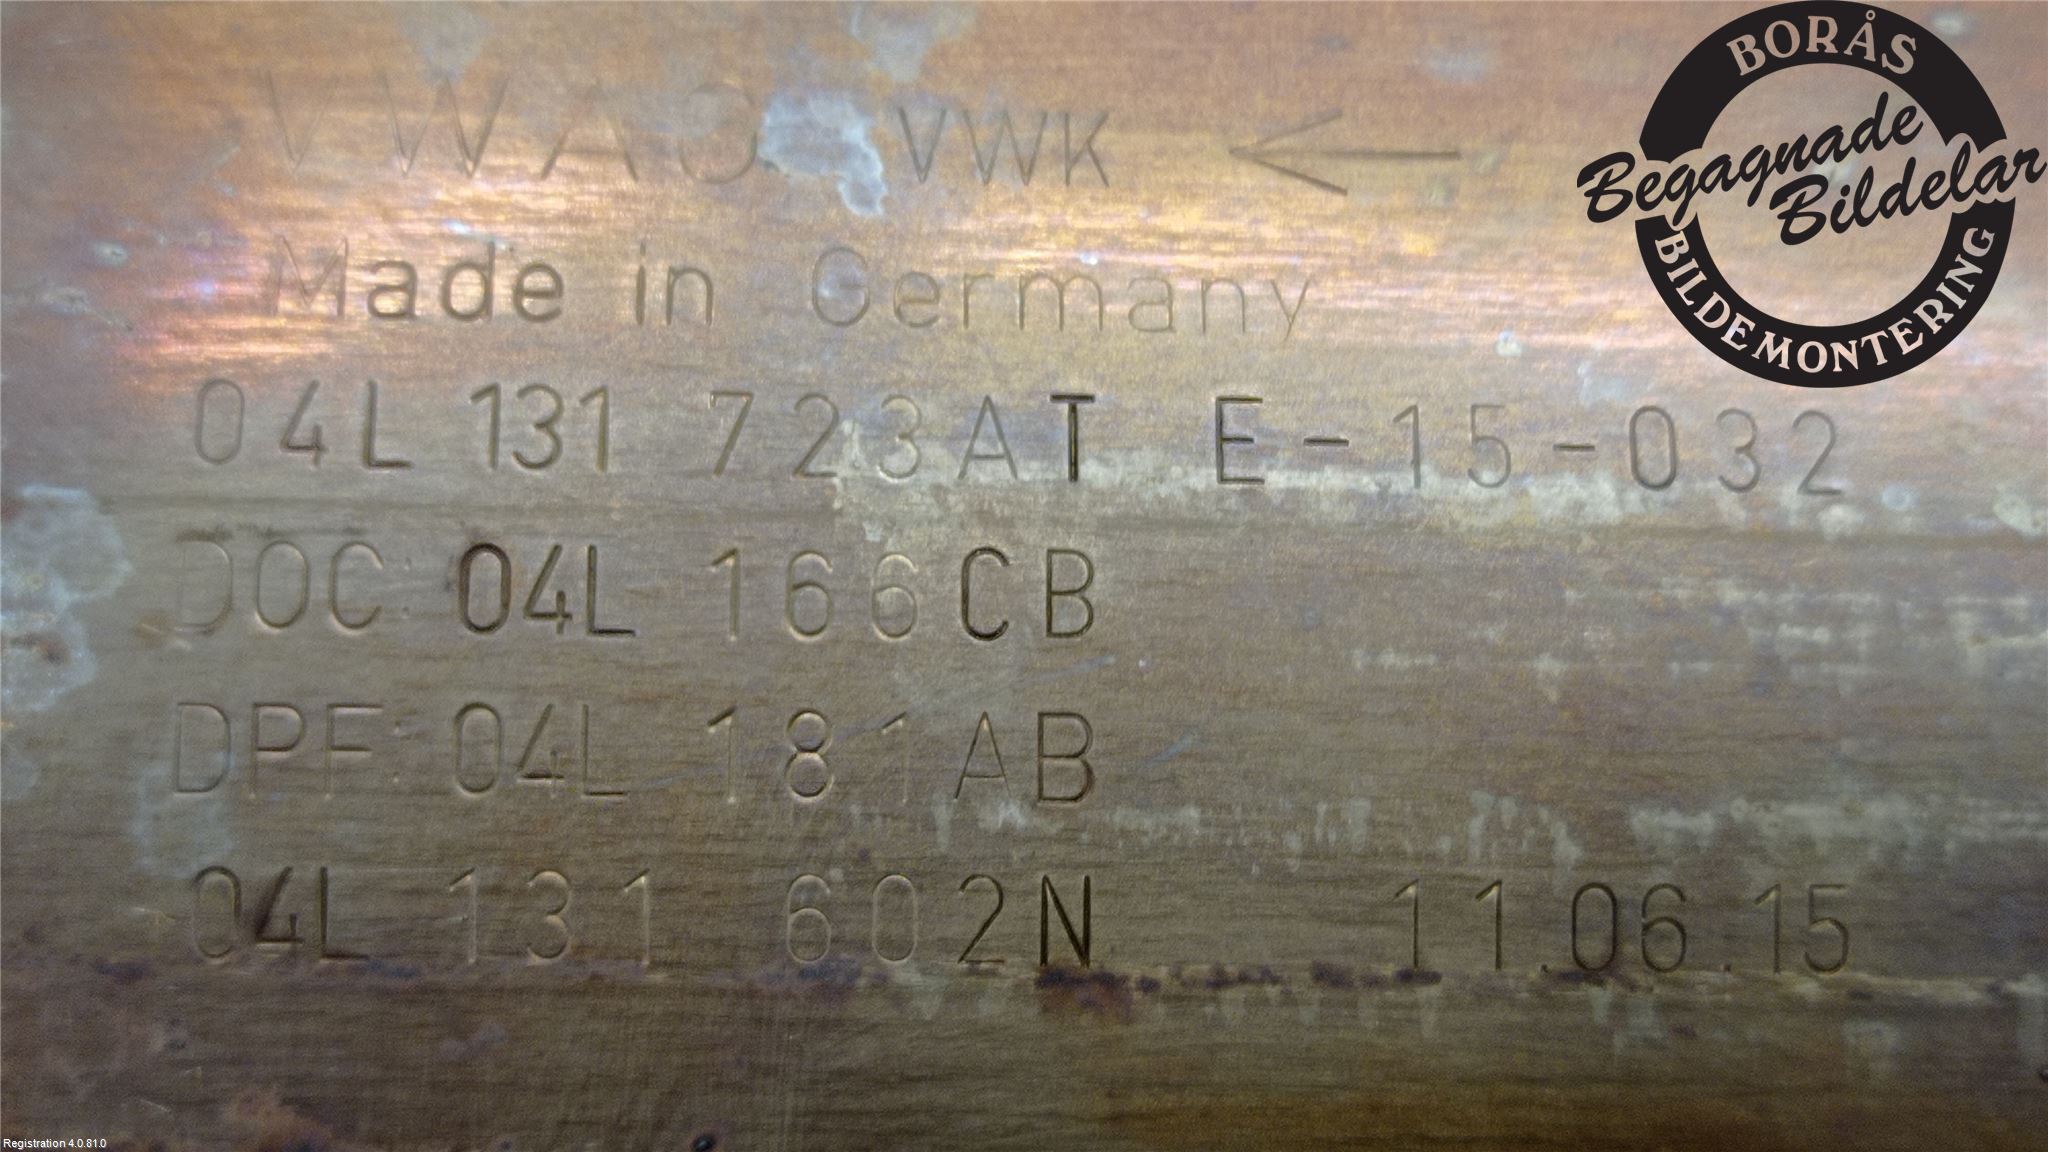 VWAG VWK
Made in Germany
04L 131 723AT E-15-032
DOC: 04L 166CB
DPF: 04L 181AB
04L 131 602N 11.06.15
BORÅS
Begagnade
Bildelar
BILDEMONTERING
Registration 4.0.81.0